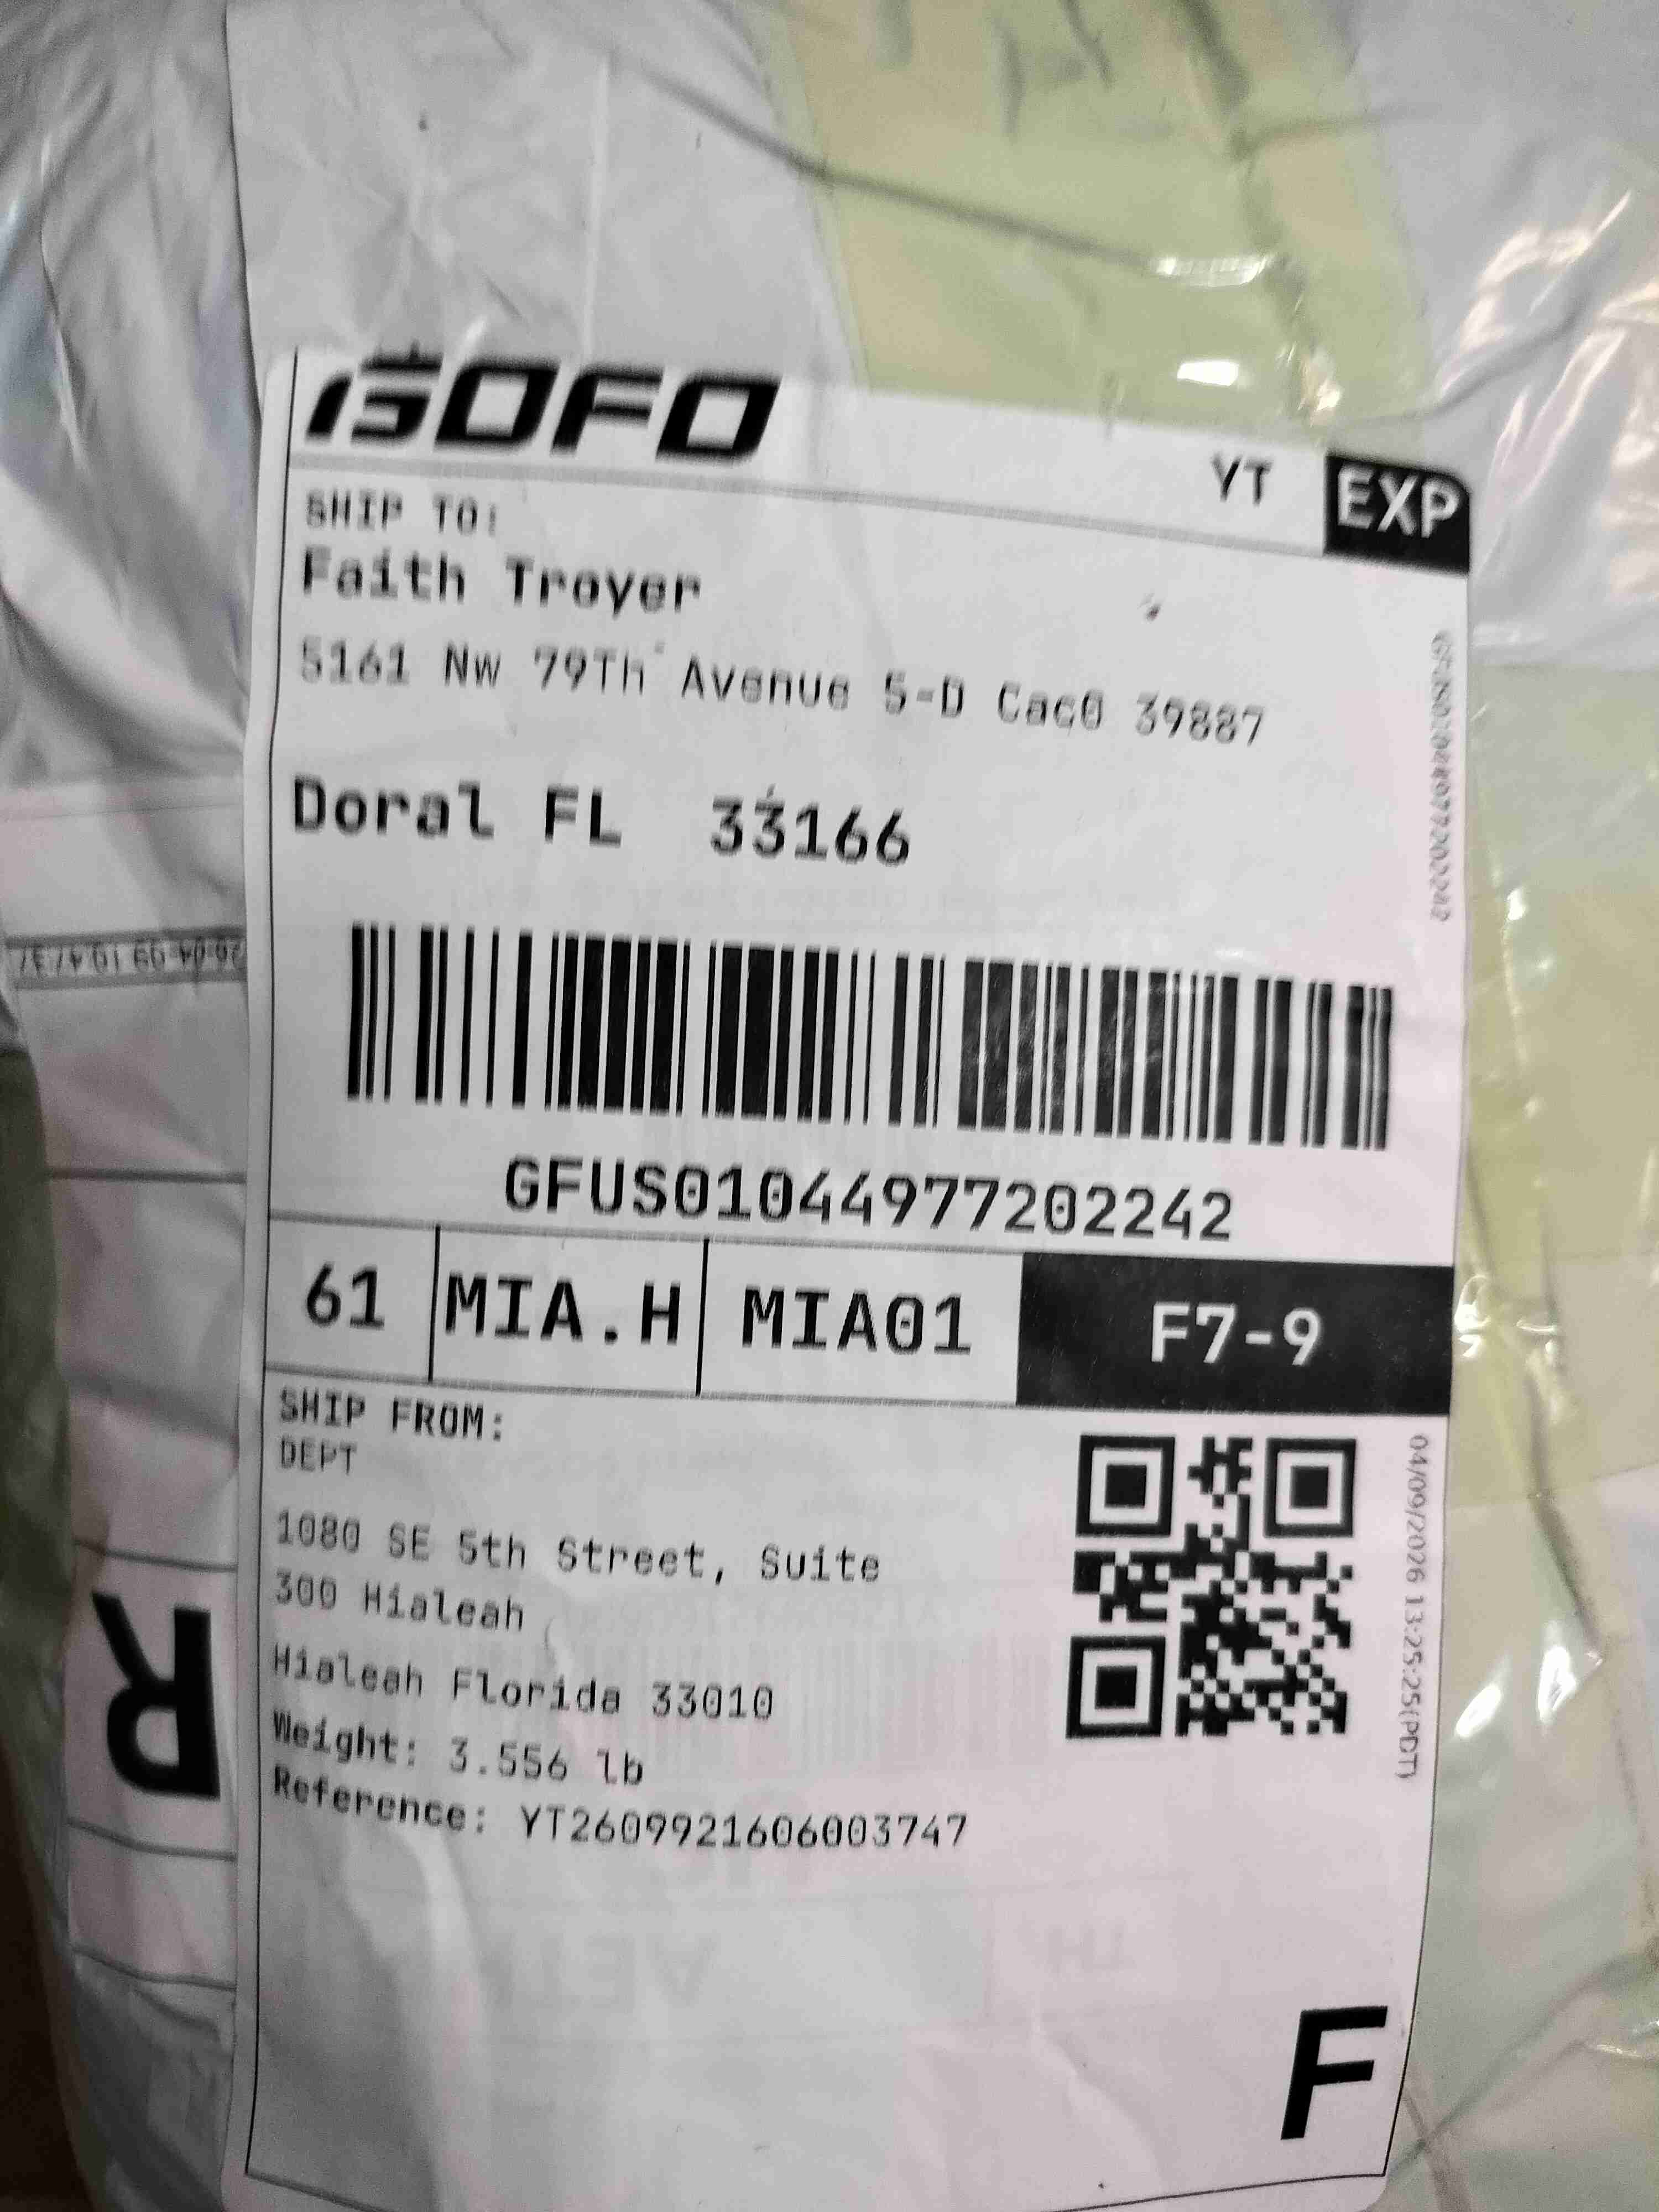 GOFO
YT EXP
SHIP TO:
Faith Troyer
5161 Nw 79Th Avenue 5-D Cac0 39887
Doral FL 33166
GFUS01044977202242
GFUS01044977202242
61 MIA.H MIA01 F7-9
SHIP FROM:
DEPT
1080 SE 5th Street, Suite
300 Hialeah
Hialeah Florida 33010
Weight: 3.556 lb
Reference: YT2609921606003747
04/09/2026 13:25:25(PDT)
F
R